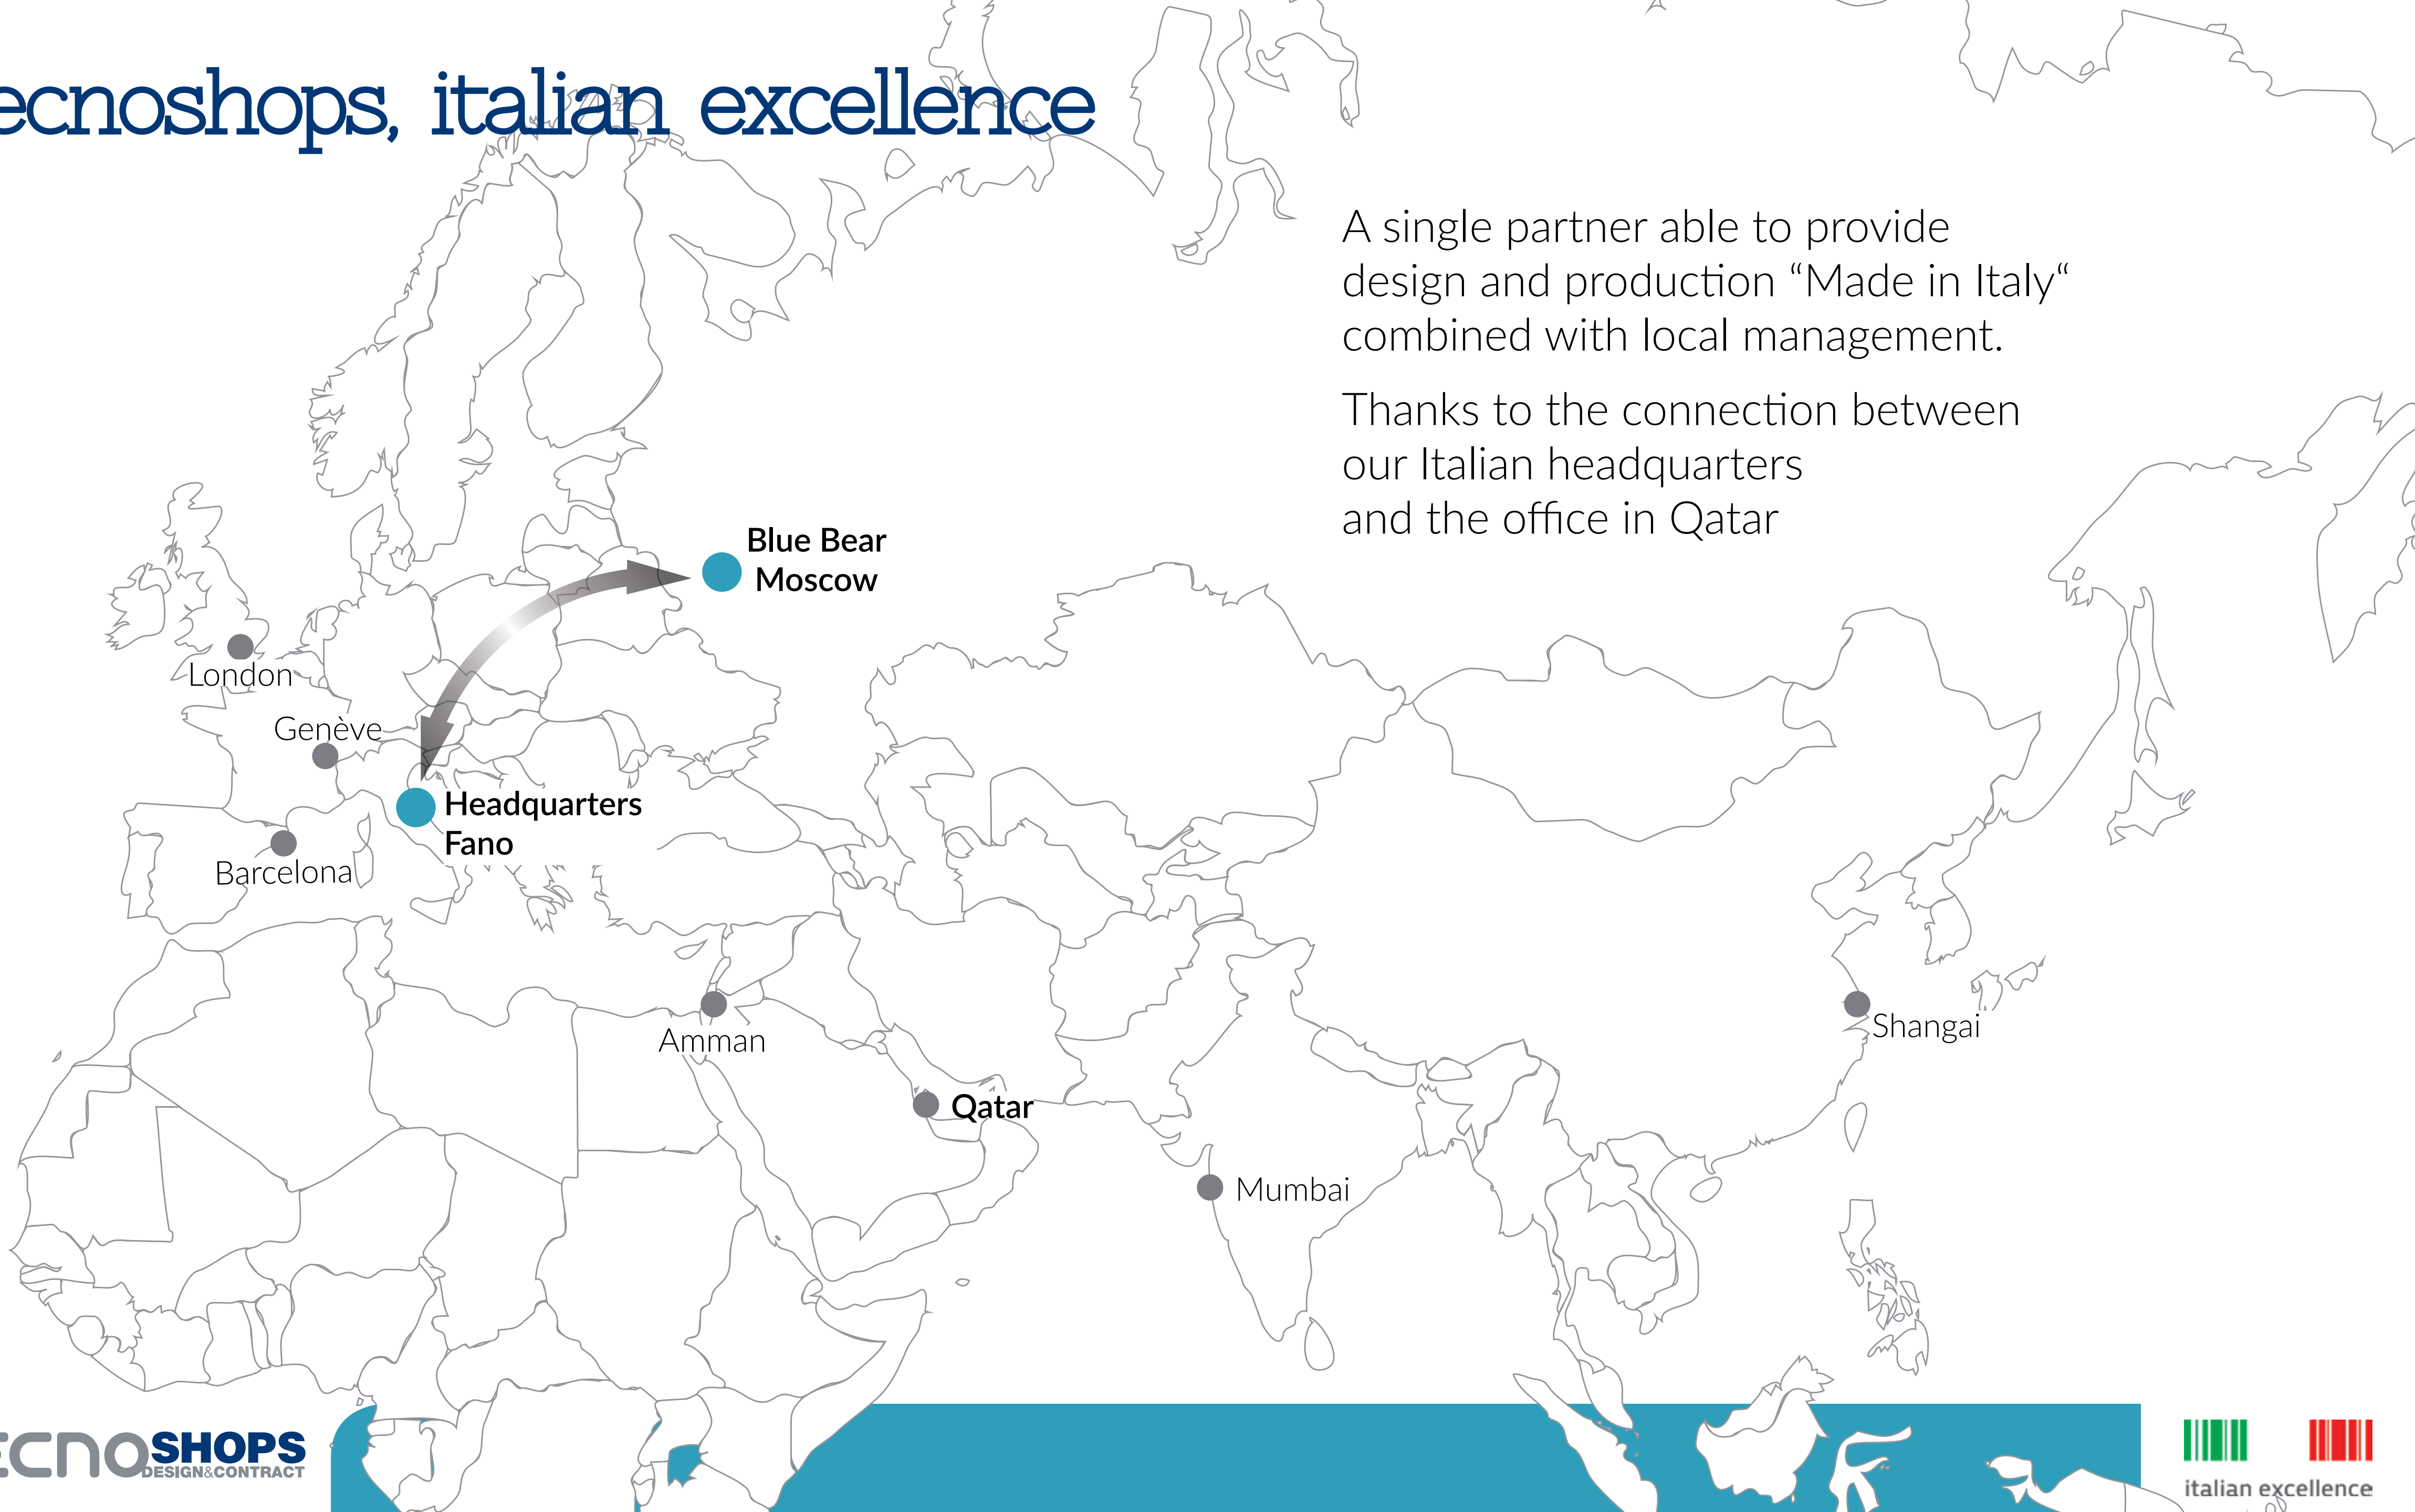 ecnoshops, italian excellence
A single partner able to provide
design and production “Made in Italy“
combined with local management.
Thanks to the connection between
our Italian headquarters
and the office in Qatar
Blue Bear
Moscow
London
Genève
Headquarters
Fano
Barcelona
Amman
Shangai
Qatar
Mumbai
ecnoSHOPS
DESIGN&CONTRACT
italian excellence